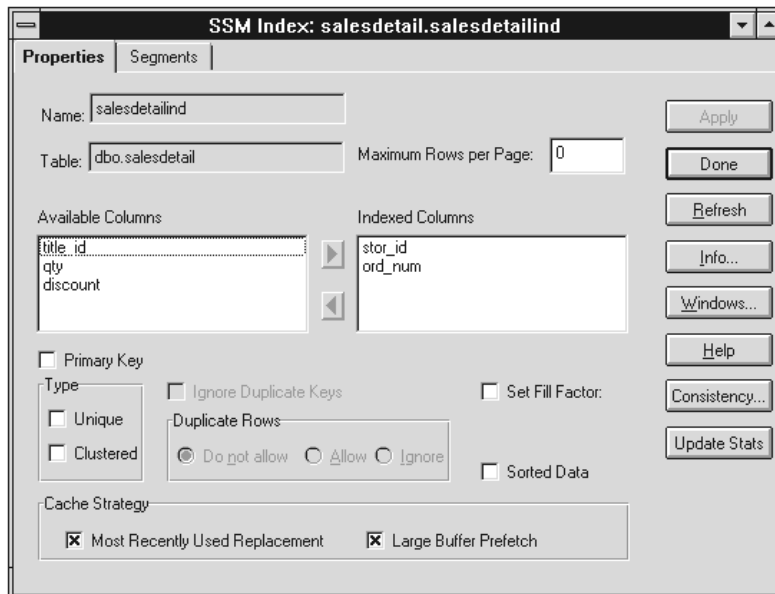 SSM Index: salesdetail.salesdetailind
Properties
Segments
Name: salesdetailind
Table: dbo.salesdetail
Maximum Rows per Page: 0
Available Columns
title_id
qty
discount
Indexed Columns
stor_id
ord_num
Primary Key
Type
Unique
Clustered
Ignore Duplicate Keys
Duplicate Rows
Do not allow
Allow
Ignore
Set Fill Factor:
Sorted Data
Cache Strategy
Most Recently Used Replacement
Large Buffer Prefetch
Apply
Done
Refresh
Info...
Windows...
Help
Consistency...
Update Stats